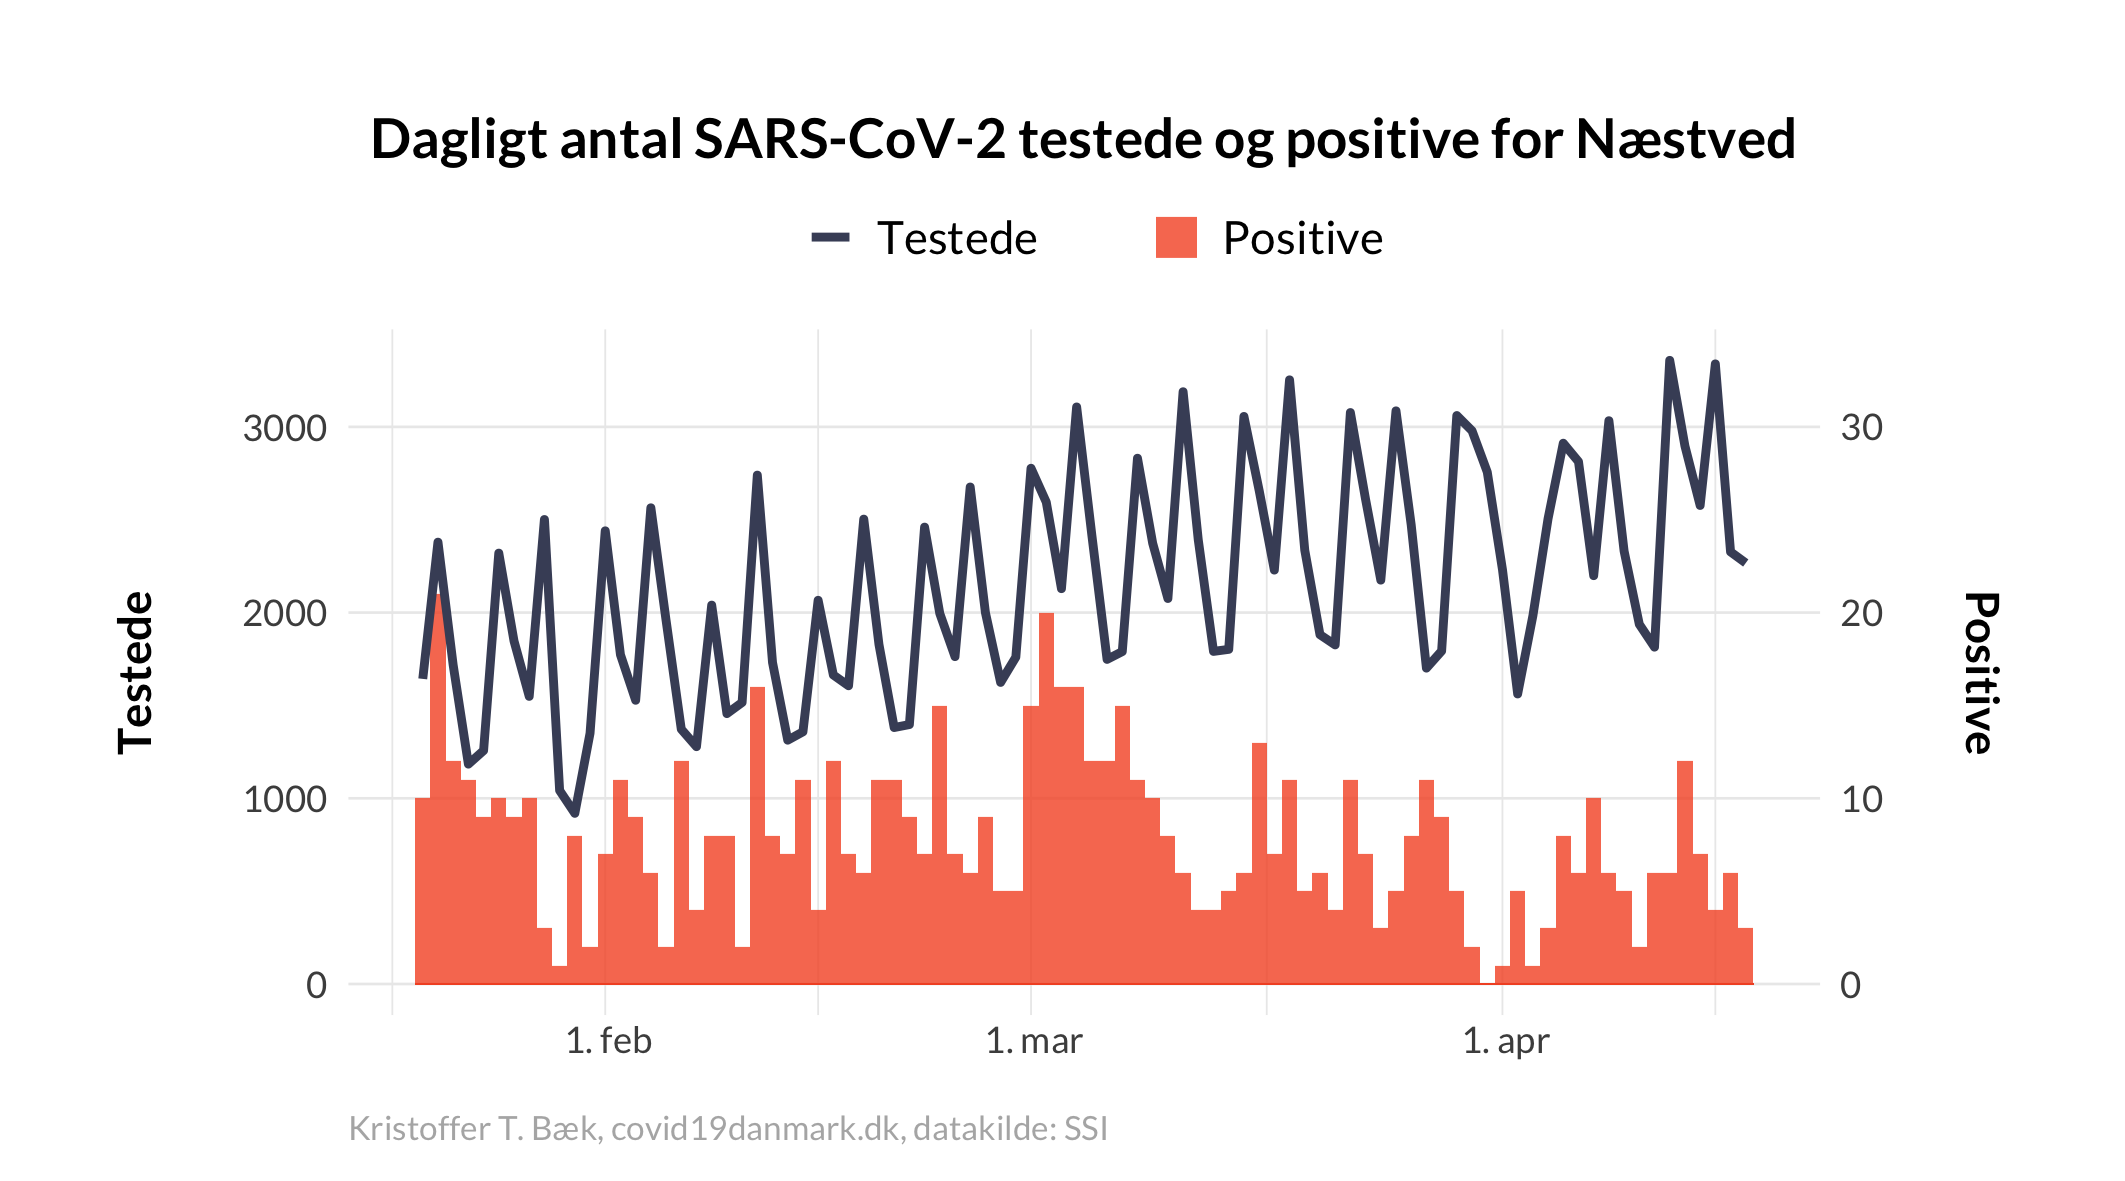 Dagligt antal SARS-CoV-2 testede og positive for Næstved
Testede
Positive
3000
2000
1000
0
30
20
10
0
Testede
Positive
1. feb
1. mar
1. apr
Kristoffer T. Bæk, covid19danmark.dk, datakilde: SSI